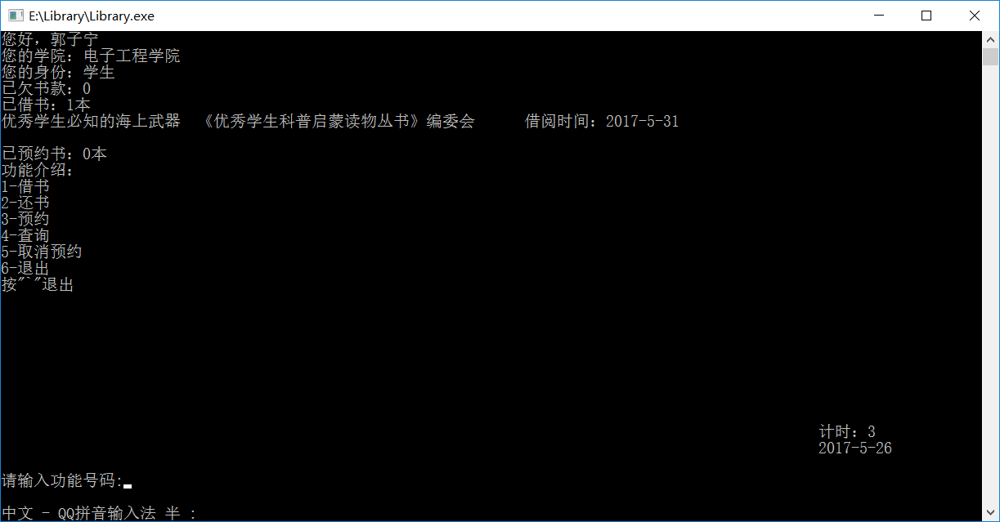 E:\Library\Library.exe
您好，郭子宁
您的学院：电子工程学院
您的身份：学生
已欠书款：0
已借书：1本
优秀学生必知的海上武器  《优秀学生科普启蒙读物丛书》编委会      借阅时间：2017-5-31
已预约书：0本
功能介绍：
1-借书
2-还书
3-预约
4-查询
5-取消预约
6-退出
按"`"退出
计时：3
2017-5-26
请输入功能号码:
中文 - QQ拼音输入法 半 :